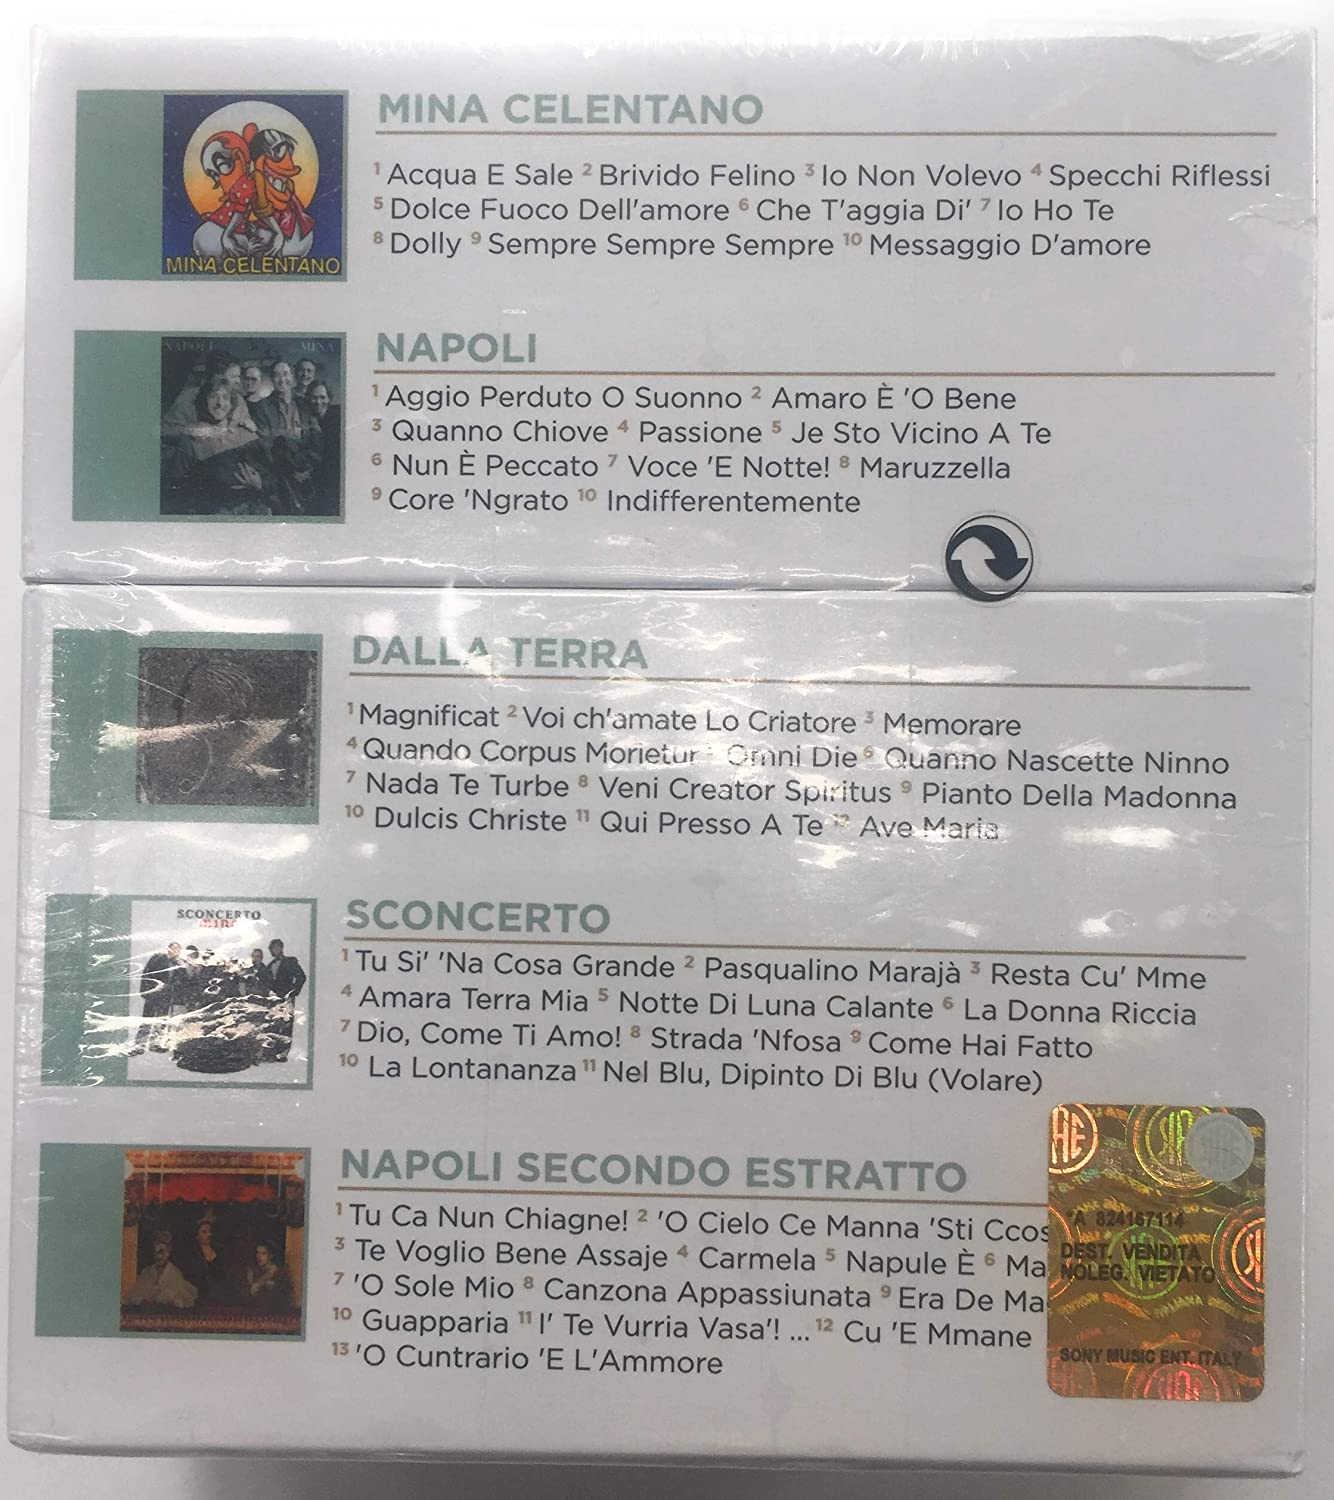 MINA CELENTANO
1 Acqua E Sale 2 Brivido Felino 3 Io Non Volevo 4 Specchi Riflessi
5 Dolce Fuoco Dell'amore 6 Che T'aggia Di' 7 Io Ho Te
8 Dolly 9 Sempre Sempre Sempre 10 Messaggio D'amore
MINA CELENTANO
NAPOLI
NAPOLI MINA
1 Aggio Perduto O Suonno 2 Amaro È 'O Bene
3 Quanno Chiove 4 Passione 5 Je Sto Vicino A Te
6 Nun È Peccato 7 Voce 'E Notte! 8 Maruzzella
9 Core 'Ngrato 10 Indifferentemente
DALLA TERRA
1 Magnificat 2 Voi ch'amate Lo Criatore 3 Memorare
4 Quando Corpus Morietur Omni Die 6 Quanno Nascette Ninno
7 Nada Te Turbe 8 Veni Creator Spiritus 9 Pianto Della Madonna
10 Dulcis Christe 11 Qui Presso A Te 12 Ave Maria
SCONCERTO
SCONCERTO
mina
1 Tu Si' 'Na Cosa Grande 2 Pasqualino Marajà 3 Resta Cu' Mme
4 Amara Terra Mia 5 Notte Di Luna Calante 6 La Donna Riccia
7 Dio, Come Ti Amo! 8 Strada 'Nfosa 9 Come Hai Fatto
10 La Lontananza 11 Nel Blu, Dipinto Di Blu (Volare)
NAPOLI SECONDO ESTRATTO
1 Tu Ca Nun Chiagne! 2 'O Cielo Ce Manna 'Sti Ccos
3 Te Voglio Bene Assaje 4 Carmela 5 Napule È 6 Ma
7 'O Sole Mio 8 Canzona Appassiunata 9 Era De Ma
10 Guapparia 11 I' Te Vurria Vasa'! ... 12 Cu 'E Mmane
13 'O Cuntrario 'E L'Ammore
*A 824167114
DEST. VENDITA
NOLEG. VIETATO
SONY MUSIC ENT. ITALY